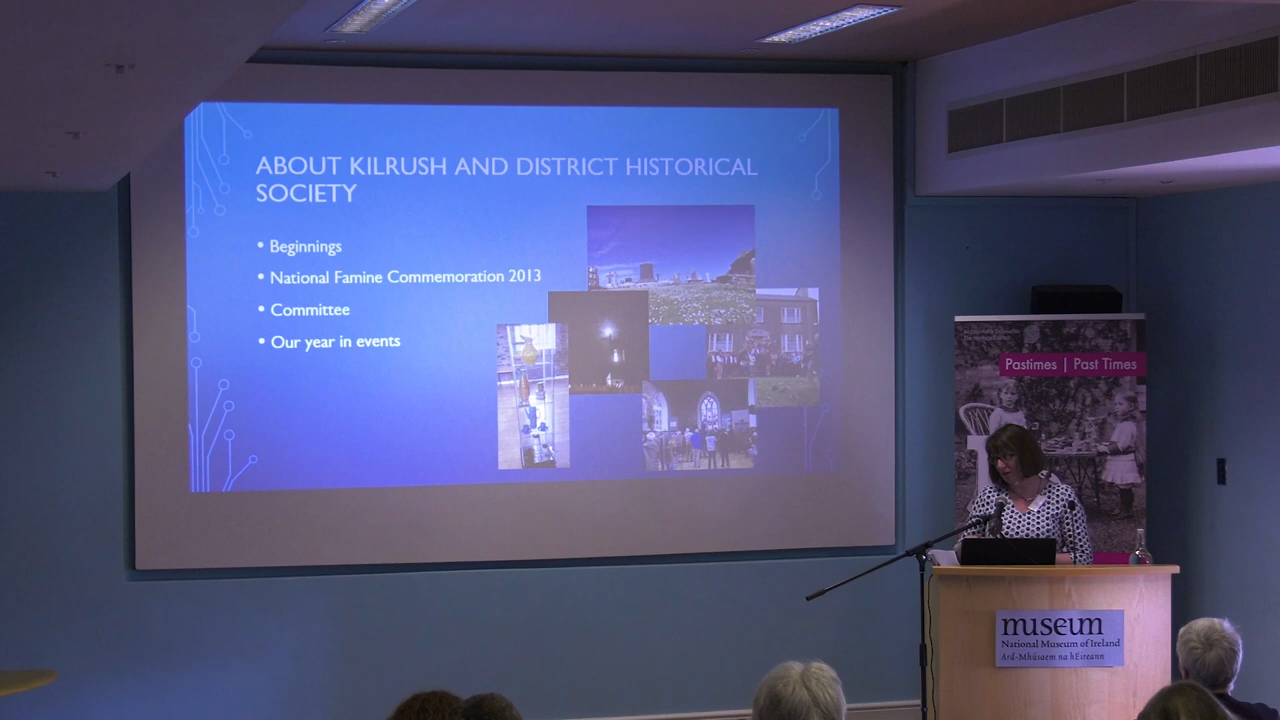 ABOUT KILRUSH AND DISTRICT HISTORICAL
SOCIETY
• Beginnings
• National Famine Commemoration 2013
• Committee
• Our year in events
Pastimes | Past Times
museum
National Museum of Ireland
Ard-Mhúsaem na hÉireann